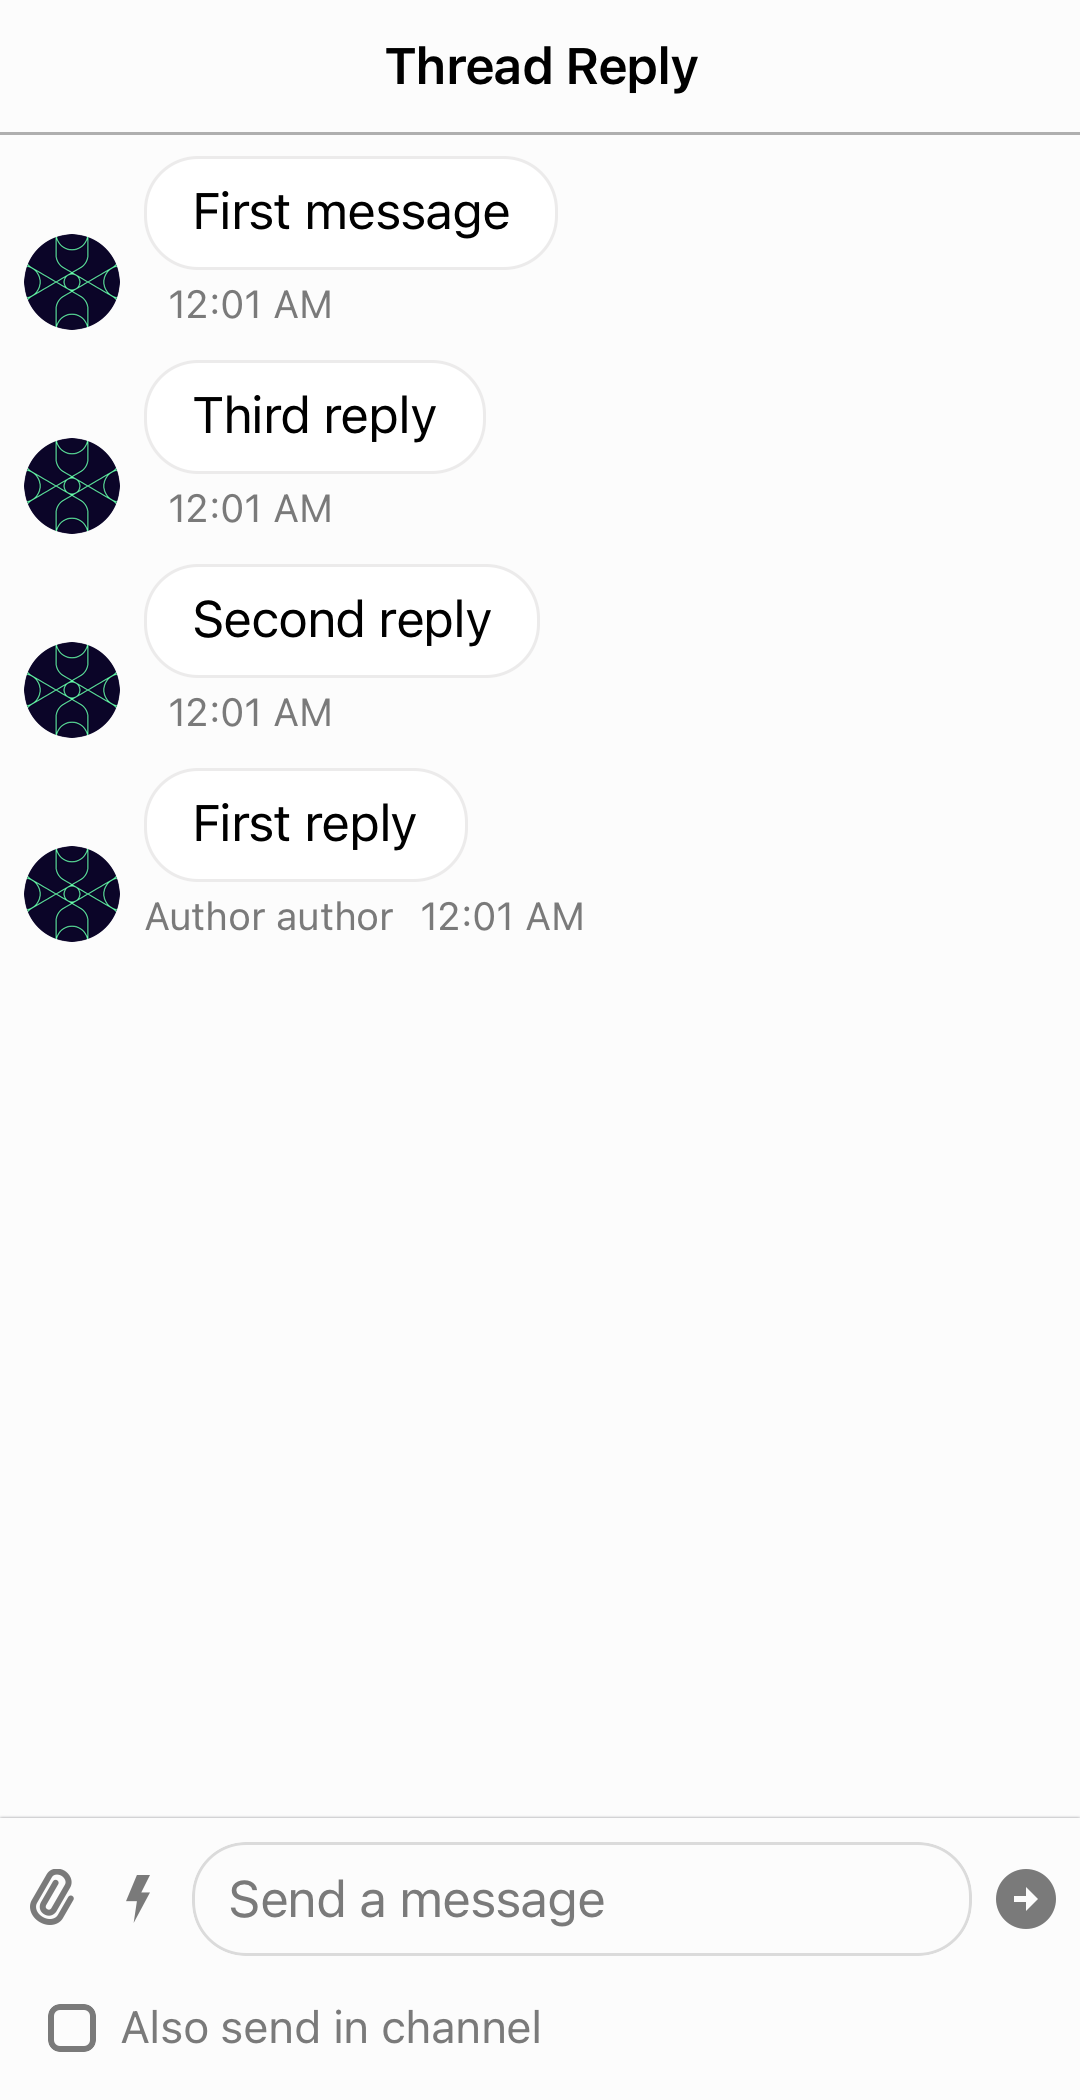 Thread Reply
First message
12:01 AM
Third reply
12:01 AM
Second reply
12:01 AM
First reply
Author author 12:01 AM
Send a message
Also send in channel